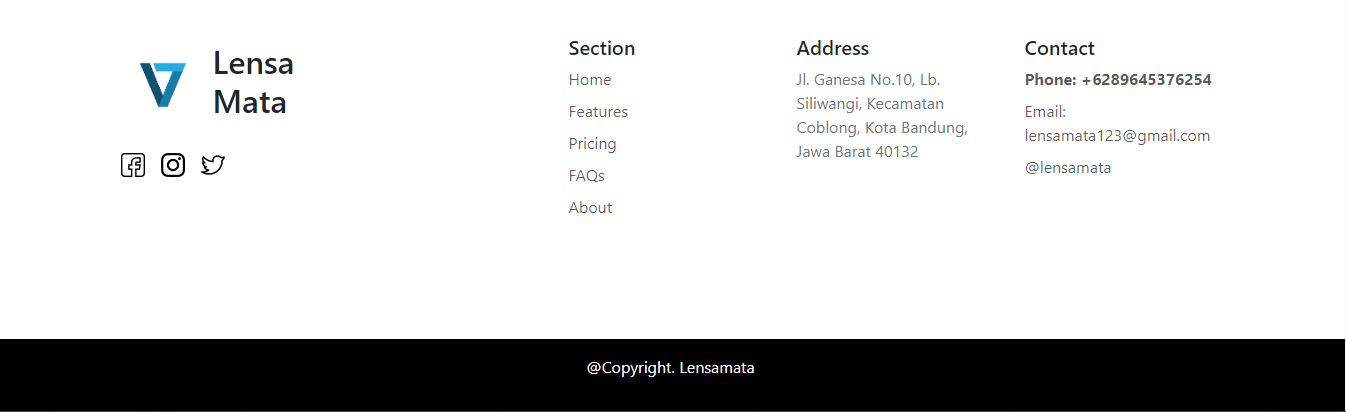 Lensa
Mata
Section
Home
Features
Pricing
FAQs
About
Address
Jl. Ganesa No.10, Lb.
Siliwangi, Kecamatan
Coblong, Kota Bandung,
Jawa Barat 40132
Contact
Phone: +6289645376254
Email:
lensamata123@gmail.com
@lensamata
@Copyright. Lensamata